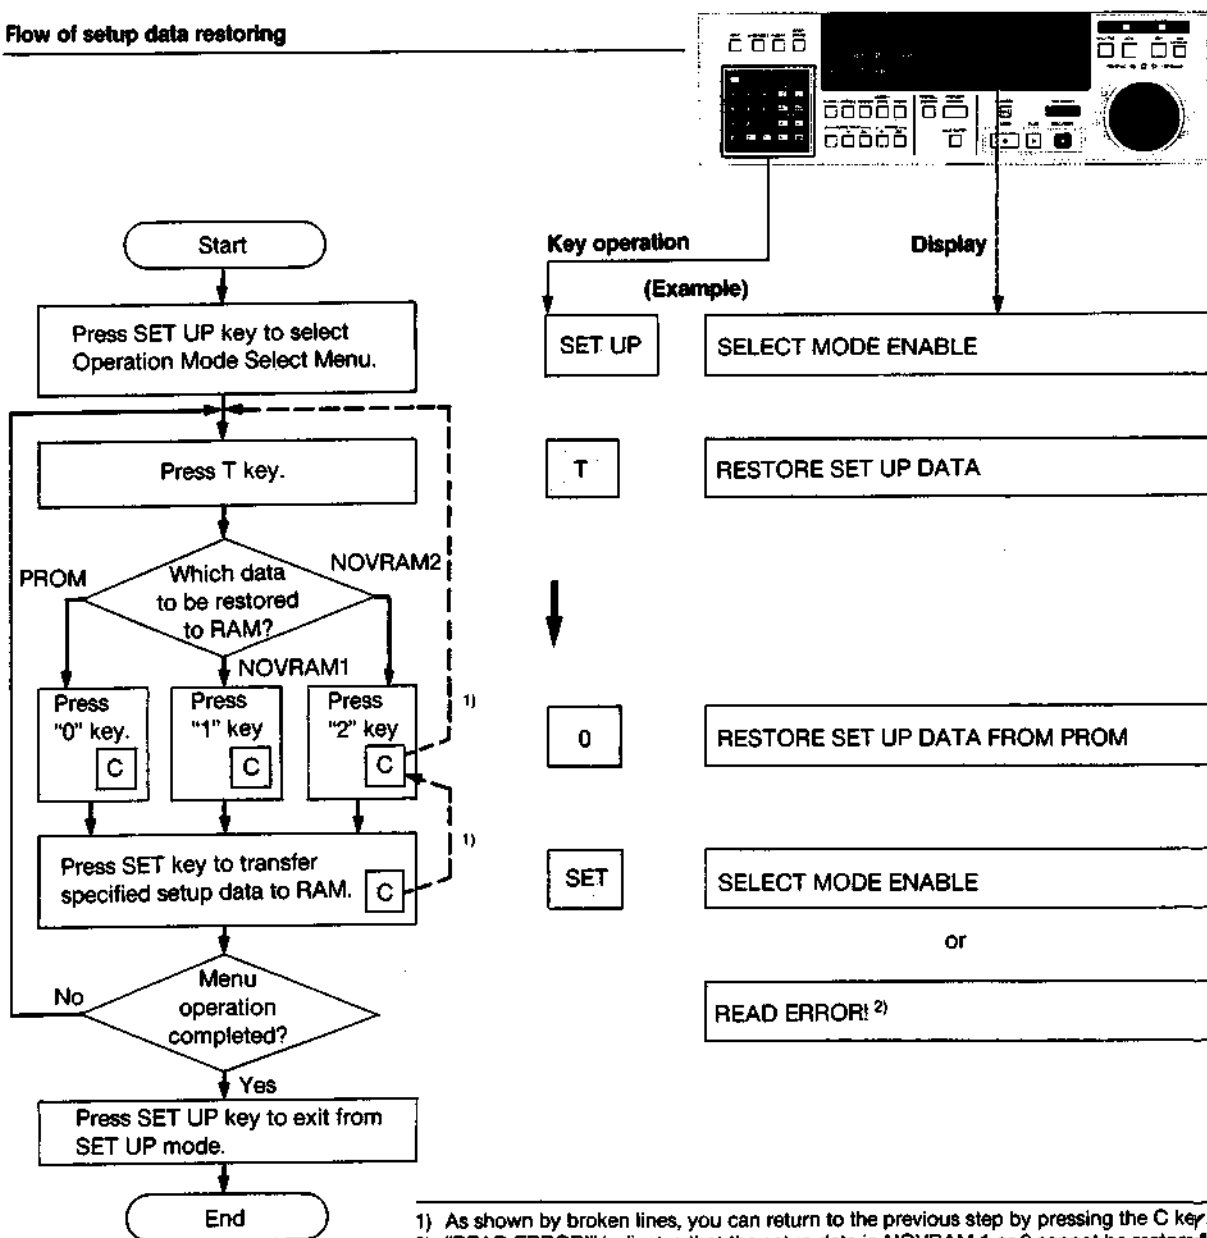 Flow of setup data restoring
Key operation
Display
(Example)
Start
Press SET UP key to select
Operation Mode Select Menu.
SET UP
SELECT MODE ENABLE
Press T key.
T
RESTORE SET UP DATA
Which data
to be restored
to RAM?
PROM
NOVRAM2
NOVRAM1
Press
"0" key.
C
Press
"1" key
C
Press
"2" key
C
1)
0
RESTORE SET UP DATA FROM PROM
Press SET key to transfer
specified setup data to RAM.
C
1)
SET
SELECT MODE ENABLE
or
READ ERROR! 2)
Menu
operation
completed?
No
Yes
Press SET UP key to exit from
SET UP mode.
End
1) As shown by broken lines, you can return to the previous step by pressing the C key.